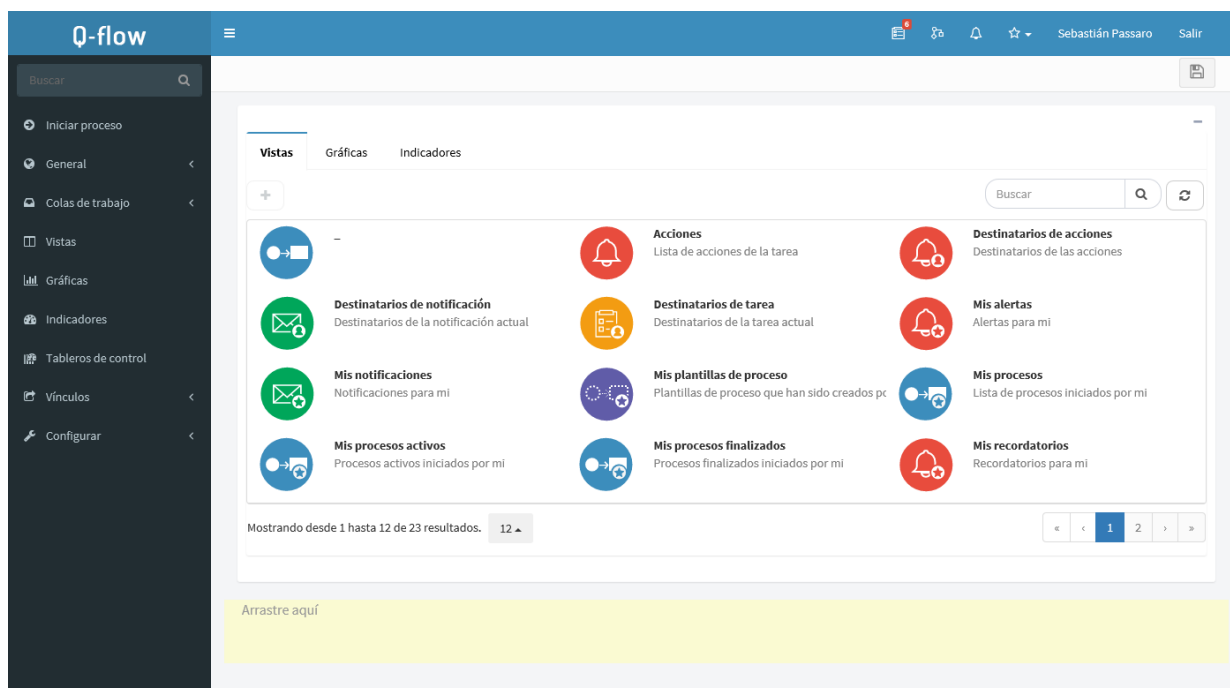 Q-flow
6
Sebastián Passaro
Salir
Buscar
Iniciar proceso
General
Colas de trabajo
Vistas
Gráficas
Indicadores
Tableros de control
Vínculos
Configurar
Vistas
Gráficas
Indicadores
+
Buscar
_
Acciones
Lista de acciones de la tarea
Destinatarios de acciones
Destinatarios de las acciones
Destinatarios de notificación
Destinatarios de la notificación actual
Destinatarios de tarea
Destinatarios de la tarea actual
Mis alertas
Alertas para mi
Mis notificaciones
Notificaciones para mi
Mis plantillas de proceso
Plantillas de proceso que han sido creados pc
Mis procesos
Lista de procesos iniciados por mi
Mis procesos activos
Procesos activos iniciados por mi
Mis procesos finalizados
Procesos finalizados iniciados por mi
Mis recordatorios
Recordatorios para mi
Mostrando desde 1 hasta 12 de 23 resultados.
12
« ‹ 1 2 › »
Arrastre aquí